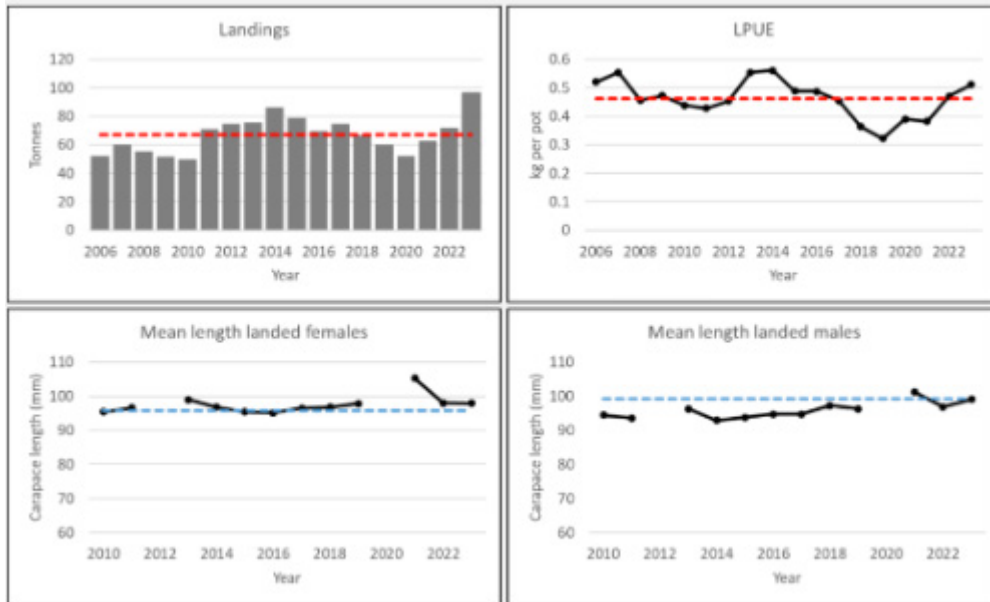 Landings
120
100
80
60
40
20
0
Tonnes
2006 2008 2010 2012 2014 2016 2018 2020 2022
Year
LPUE
0.6
0.5
0.4
0.3
0.2
0.1
0
kg per pot
2006 2008 2010 2012 2014 2016 2018 2020 2022
Year
Mean length landed females
110
100
90
80
70
60
Carapace length (mm)
2010 2012 2014 2016 2018 2020 2022
Year
Mean length landed males
110
100
90
80
70
60
Carapace length (mm)
2010 2012 2014 2016 2018 2020 2022
Year